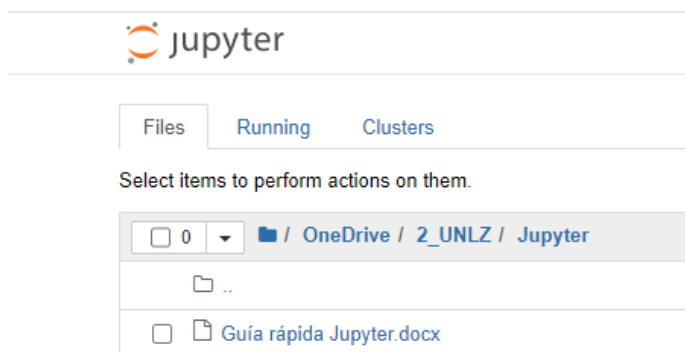 jupyter
Files Running Clusters
Select items to perform actions on them.
0 / OneDrive / 2_UNLZ / Jupyter
..
Guía rápida Jupyter.docx